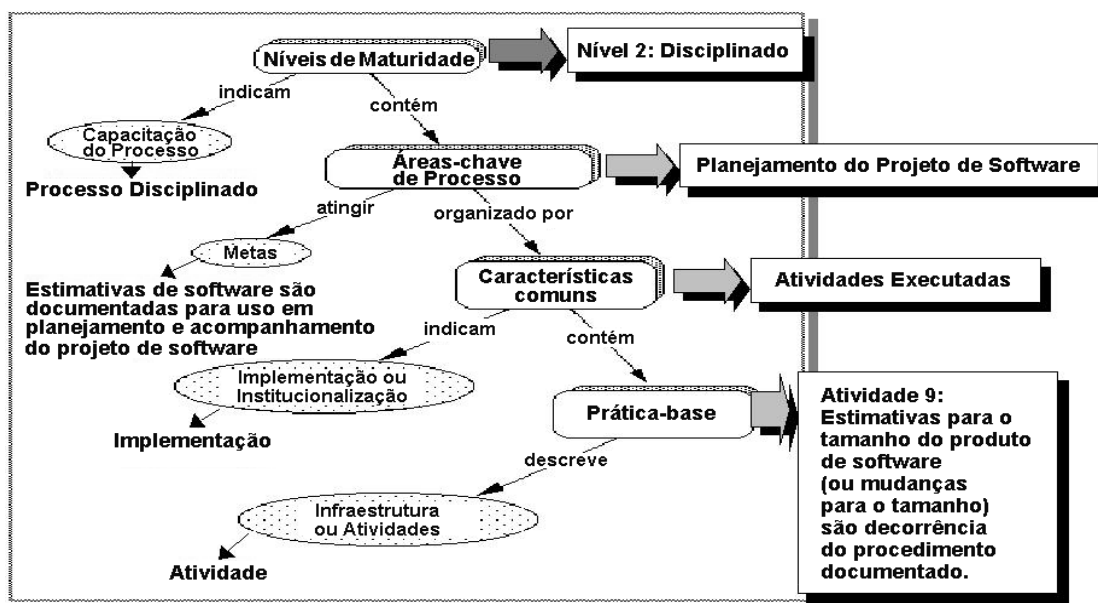 Níveis de Maturidade
Nível 2: Disciplinado
indicam
contém
Capacitação
do Processo
Processo Disciplinado
Áreas-chave
de Processo
Planejamento do Projeto de Software
atingir
organizado por
Metas
Estimativas de software são
documentadas para uso em
planejamento e acompanhamento
do projeto de software
Características
comuns
Atividades Executadas
indicam
contém
Implementação ou
Institucionalização
Implementação
Prática-base
Atividade 9:
Estimativas para o
tamanho do produto
de software
(ou mudanças
para o tamanho)
são decorrência
do procedimento
documentado.
descreve
Infraestrutura
ou Atividades
Atividade